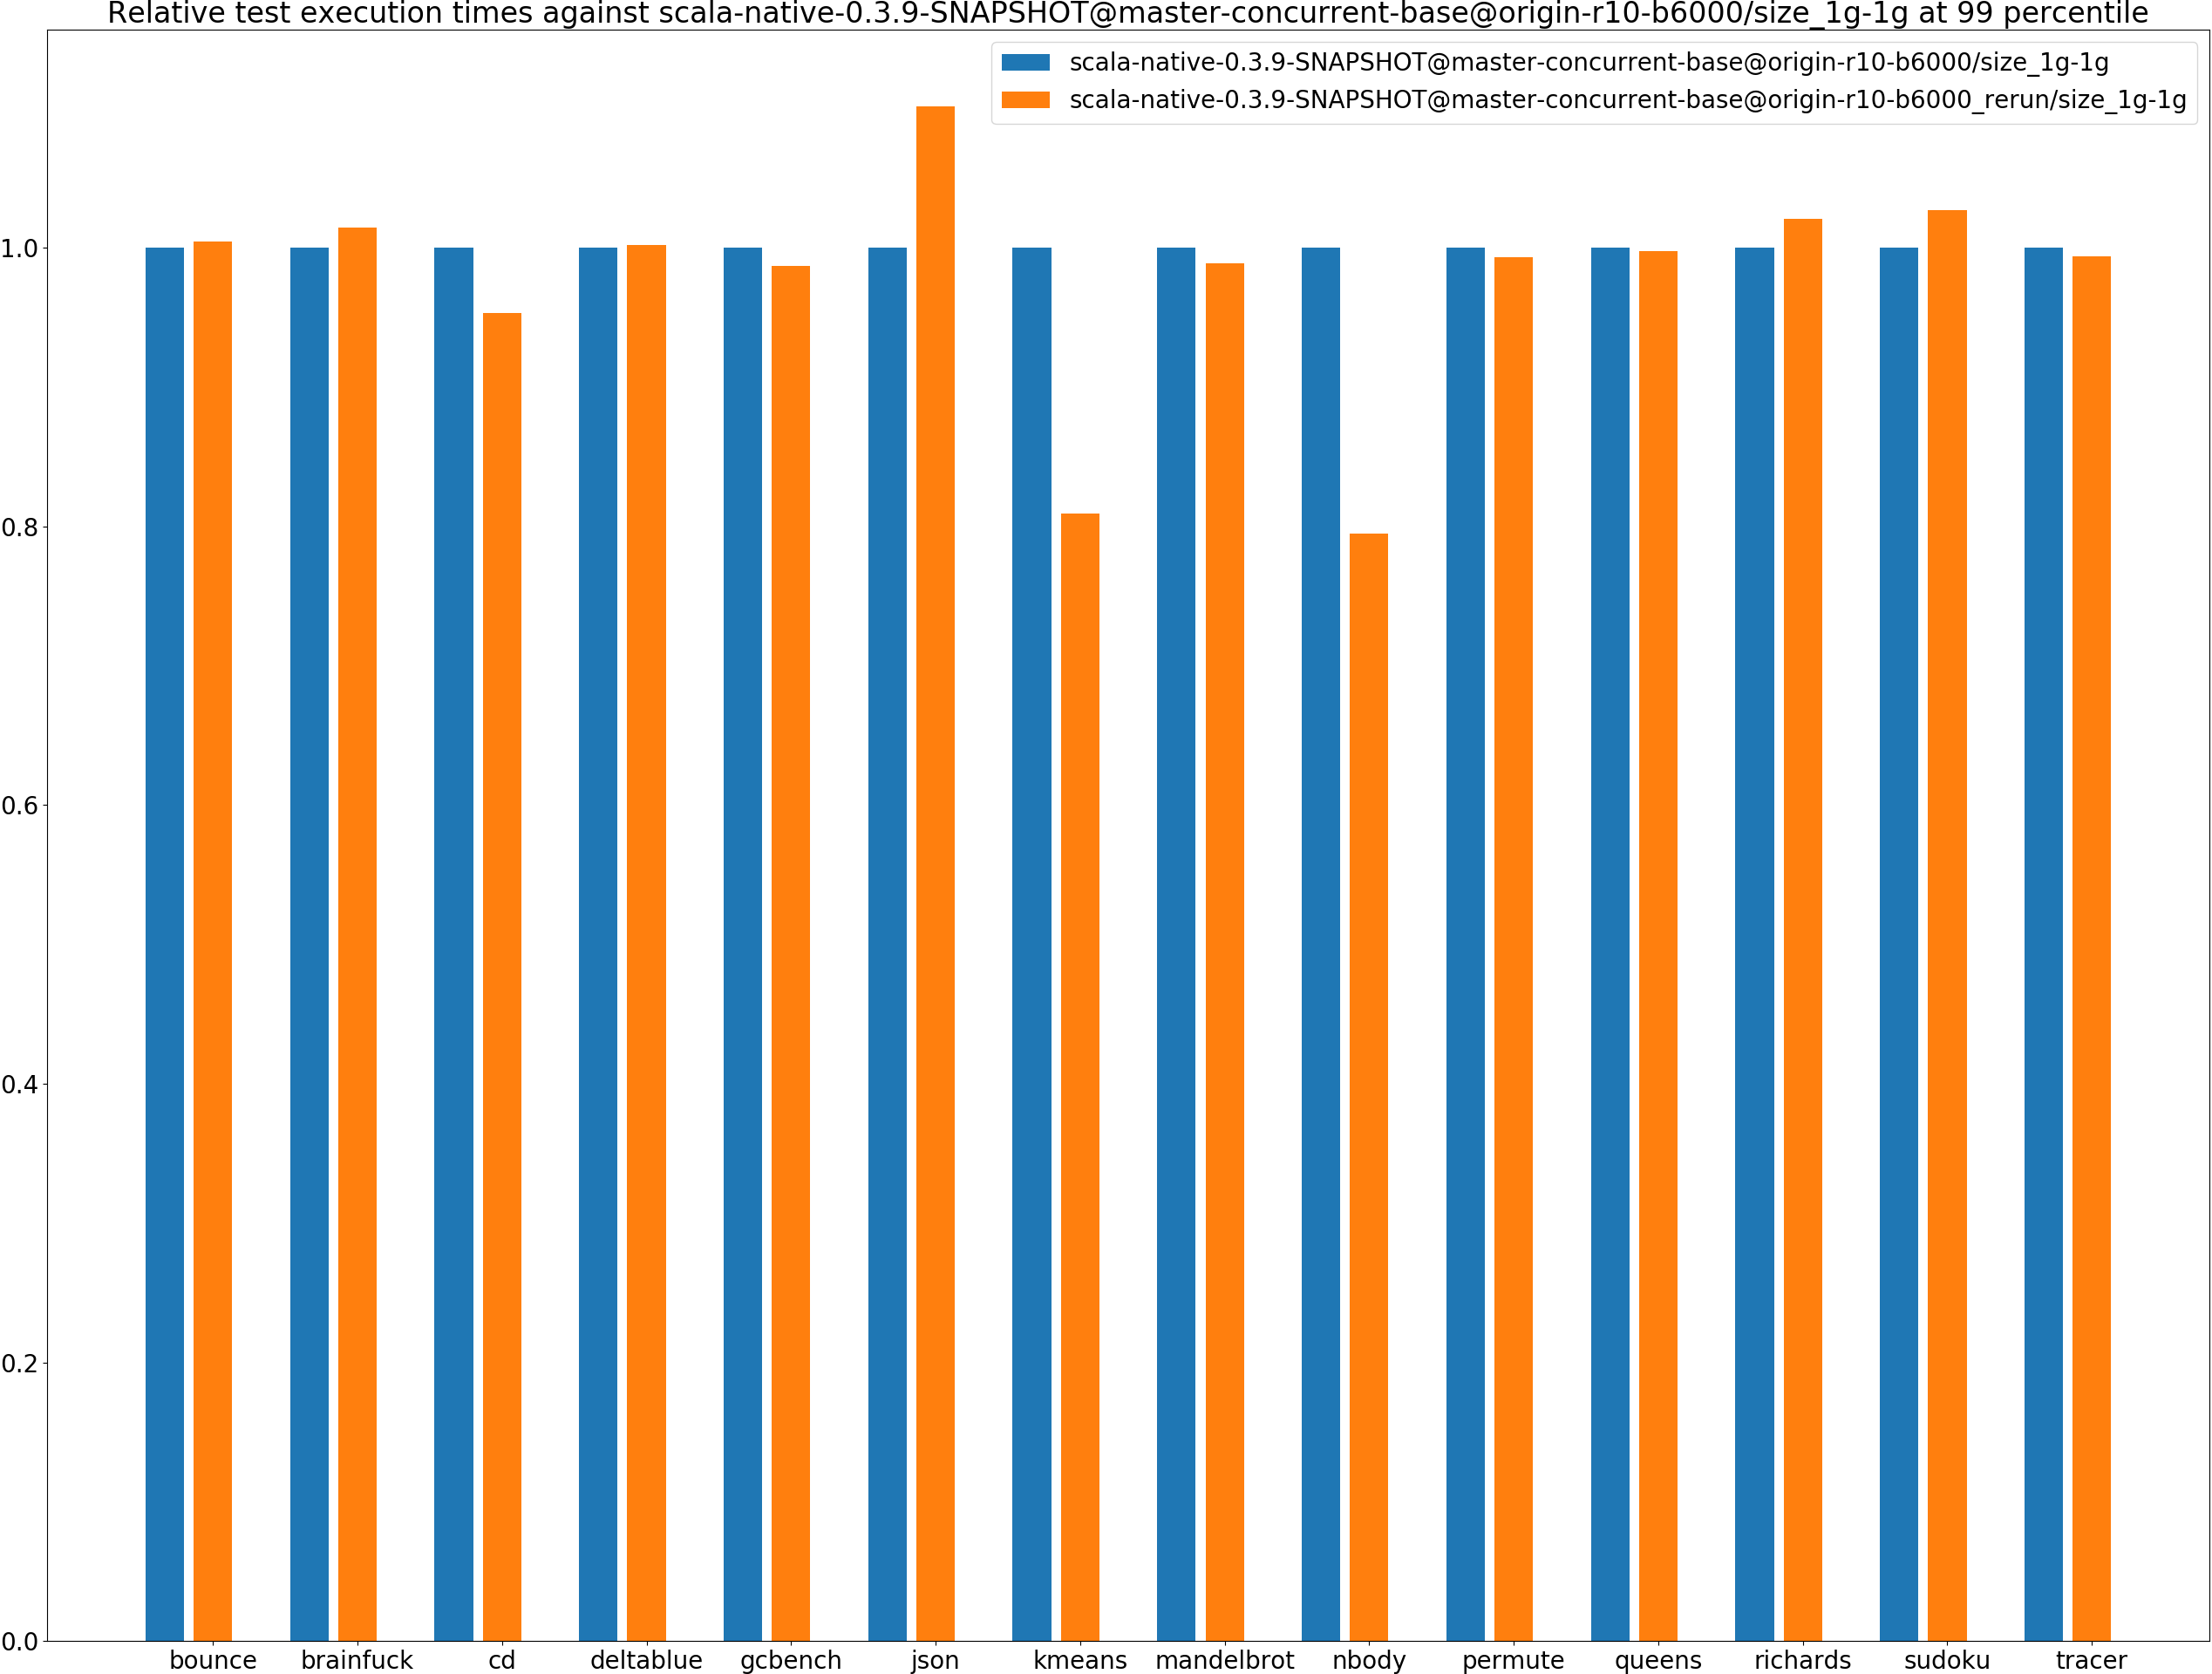 Relative test execution times against scala-native-0.3.9-SNAPSHOT@master-concurrent-base@origin-r10-b6000/size_1g-1g at 99 percentile
scala-native-0.3.9-SNAPSHOT@master-concurrent-base@origin-r10-b6000/size_1g-1g
scala-native-0.3.9-SNAPSHOT@master-concurrent-base@origin-r10-b6000_rerun/size_1g-1g
1.0
0.8
0.6
0.4
0.2
0.0
bounce brainfuck cd deltablue gcbench json kmeans mandelbrot nbody permute queens richards sudoku tracer